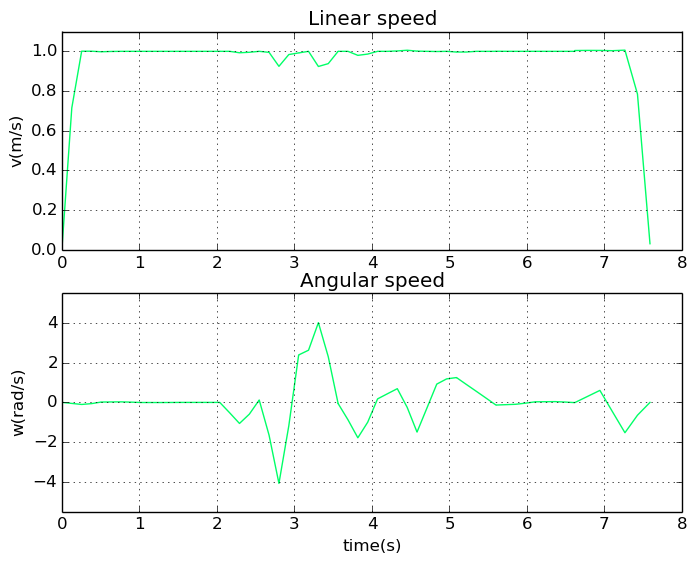 Linear speed
1.0
0.8
0.6
0.4
0.2
0.0
v(m/s)
0 1 2 3 4 5 6 7 8
Angular speed
4
2
0
−2
−4
w(rad/s)
0 1 2 3 4 5 6 7 8
time(s)